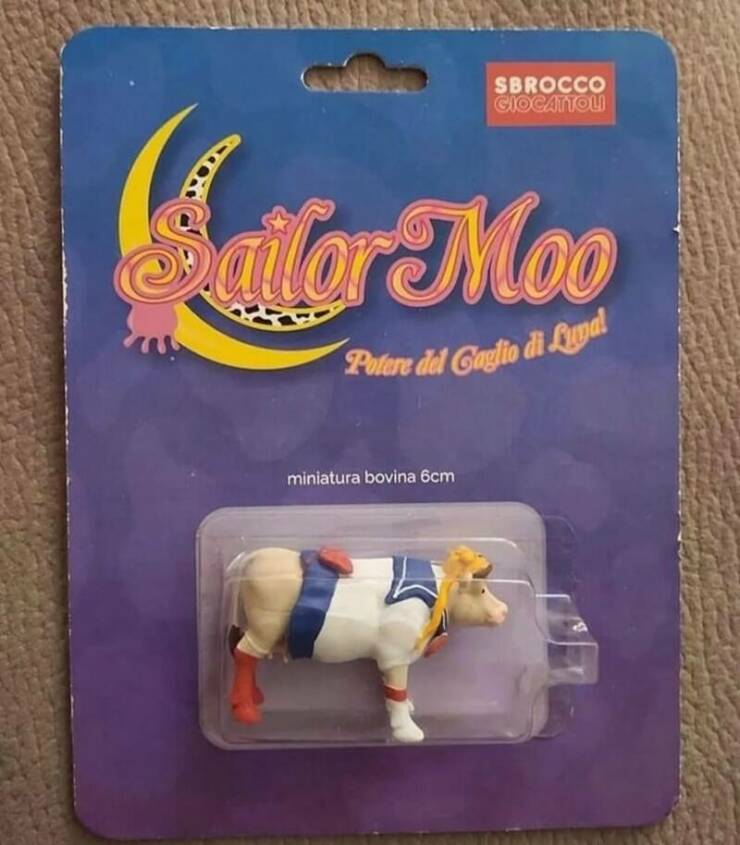 SBROCCO
GIOCATTOLI
Sailor Moo
Potere del Caglio di Luna!
miniatura bovina 6cm